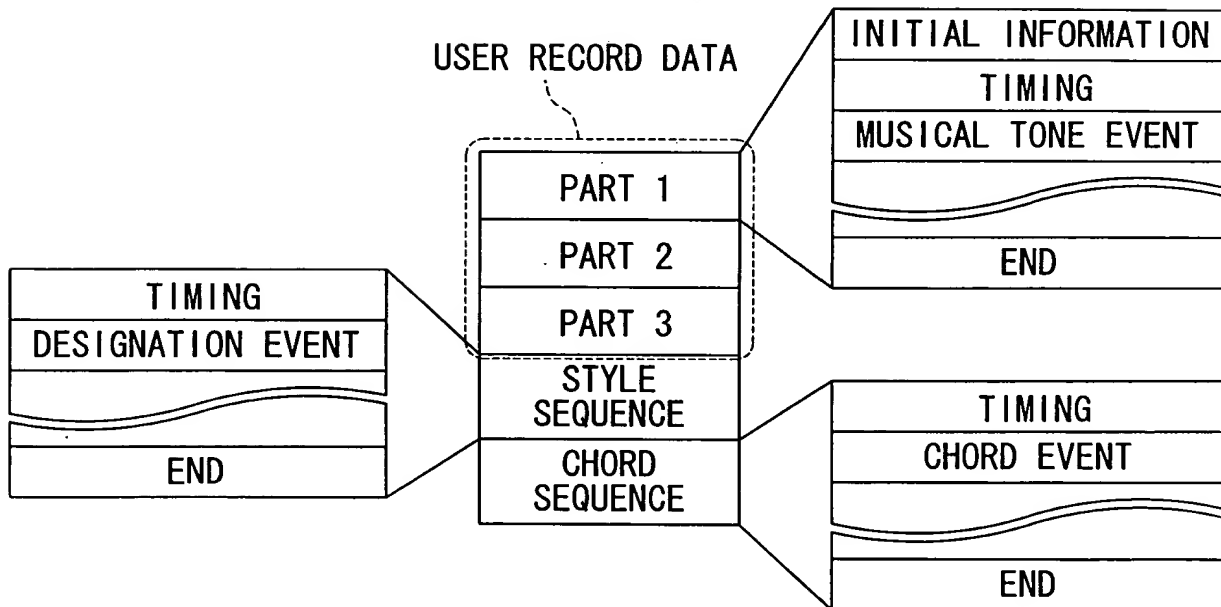 USER RECORD DATA
PART 1
PART 2
PART 3
STYLE
SEQUENCE
CHORD
SEQUENCE
INITIAL INFORMATION
TIMING
MUSICAL TONE EVENT
END
TIMING
DESIGNATION EVENT
END
TIMING
CHORD EVENT
END